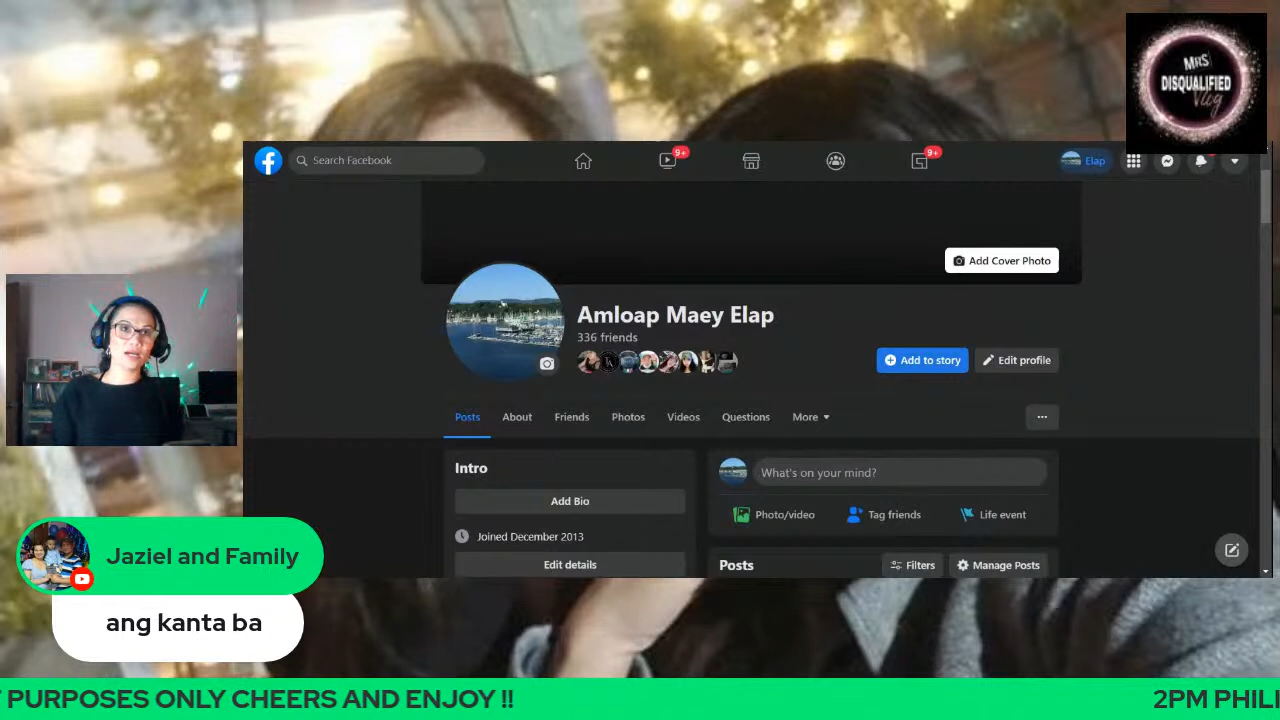 MRS
DISQUALIFIED
Vlog
Search Facebook
9+
9+
Elap
Add Cover Photo
Amloap Maey Elap
336 friends
Add to story
Edit profile
Posts
About
Friends
Photos
Videos
Questions
More
Intro
What's on your mind?
Add Bio
Photo/video
Tag friends
Life event
Joined December 2013
Edit details
Posts
Filters
Manage Posts
Jaziel and Family
ang kanta ba
PURPOSES ONLY CHEERS AND ENJOY !!
2PM